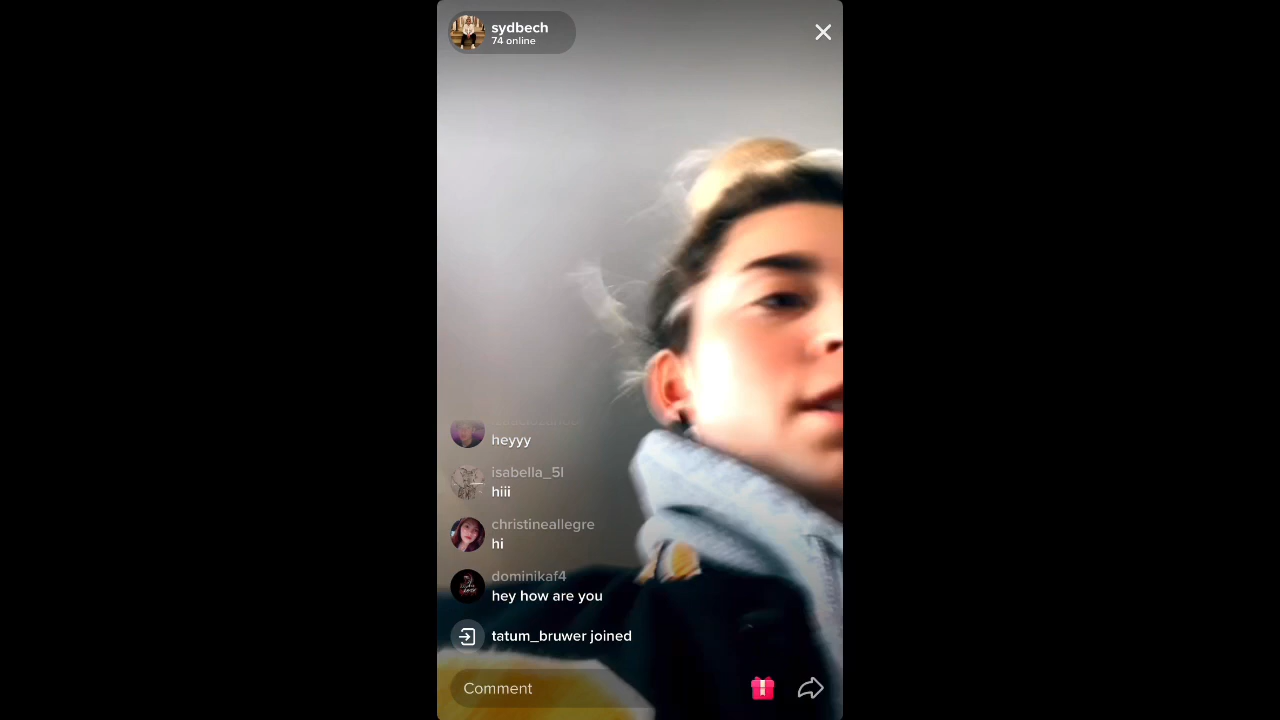 sydbech
74 online
heyyy
isabella_5l
hiii
christineallegre
hi
dominikaf4
hey how are you
tatum_bruwer joined
Comment